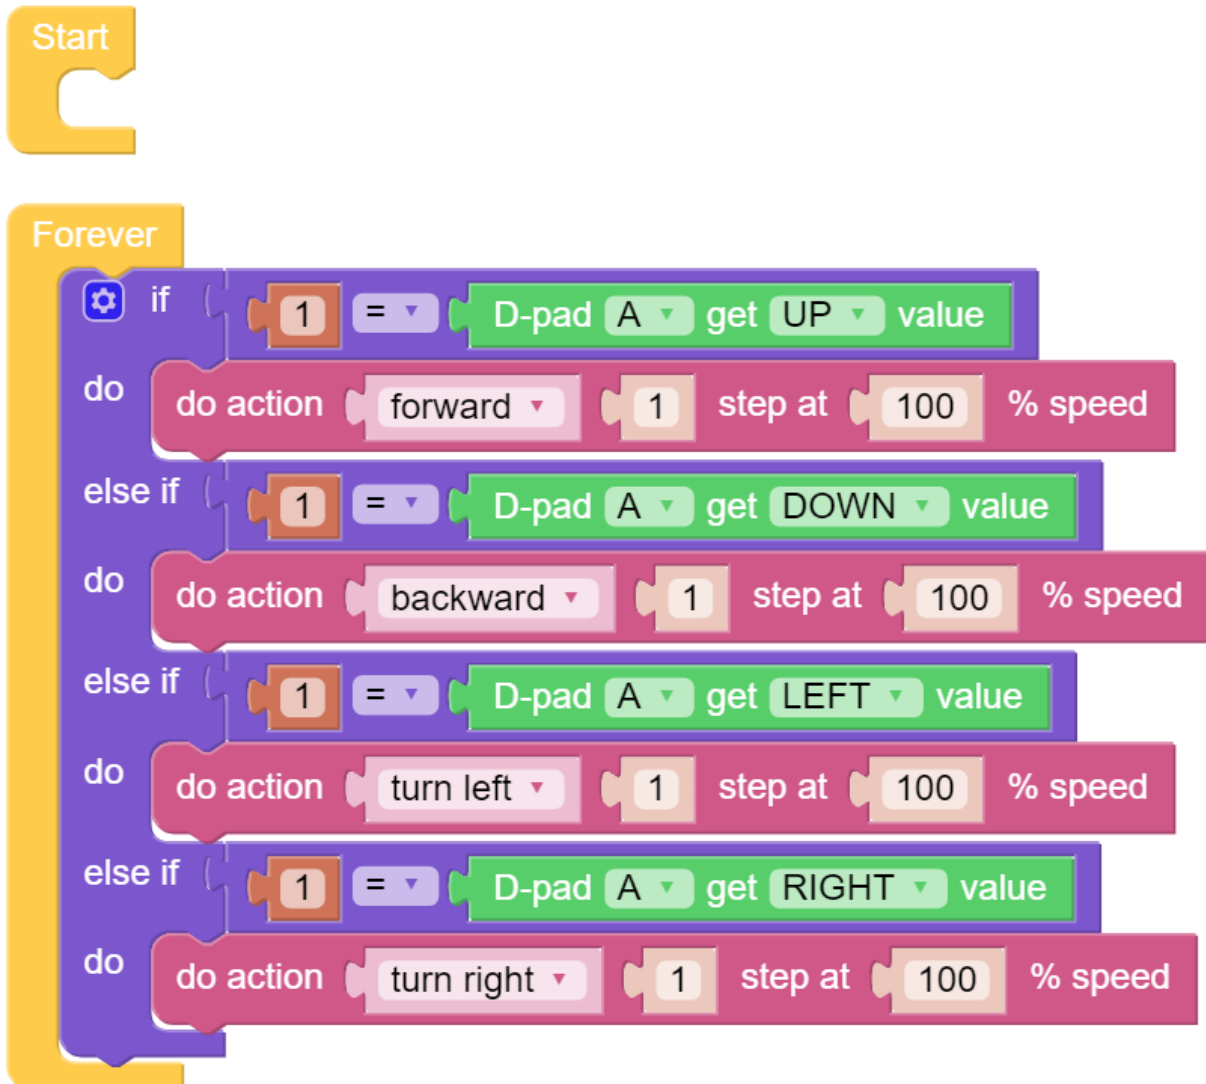 Start
Forever
if 1 = D-pad A get UP value
do do action forward 1 step at 100 % speed
else if 1 = D-pad A get DOWN value
do do action backward 1 step at 100 % speed
else if 1 = D-pad A get LEFT value
do do action turn left 1 step at 100 % speed
else if 1 = D-pad A get RIGHT value
do do action turn right 1 step at 100 % speed